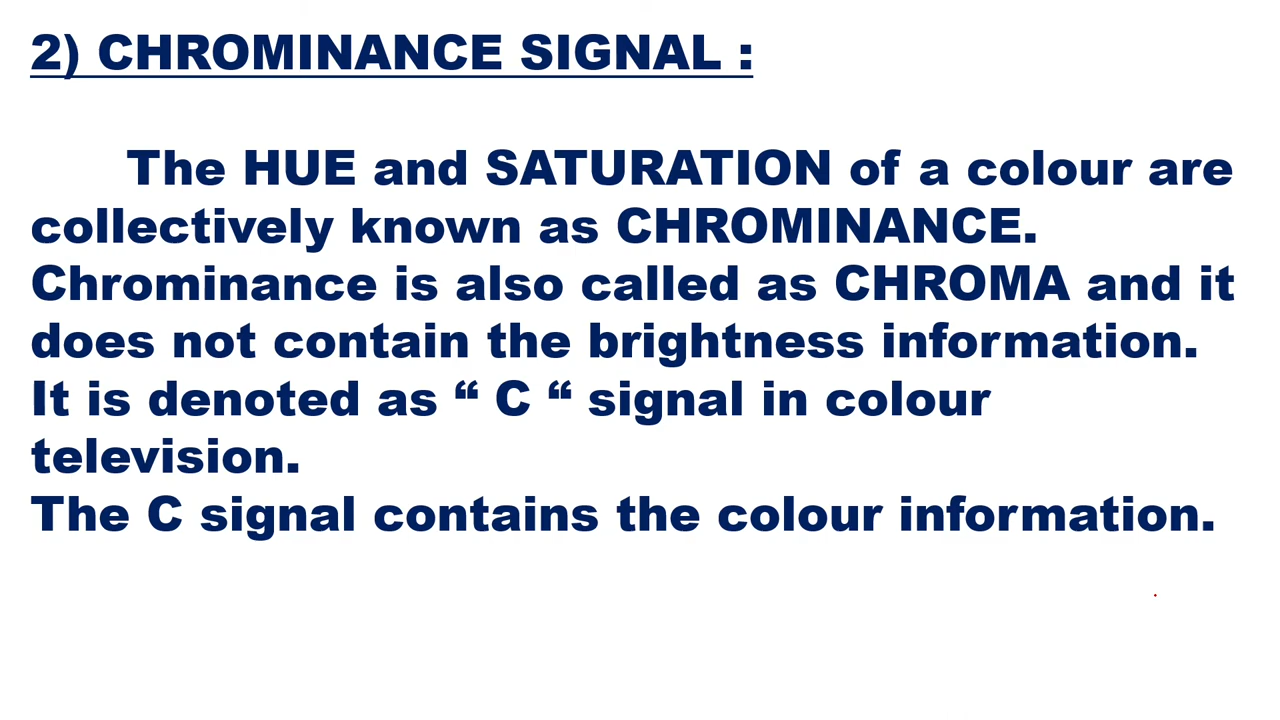 2) CHROMINANCE SIGNAL :
The HUE and SATURATION of a colour are
collectively known as CHROMINANCE.
Chrominance is also called as CHROMA and it
does not contain the brightness information.
It is denoted as “ C “ signal in colour
television.
The C signal contains the colour information.